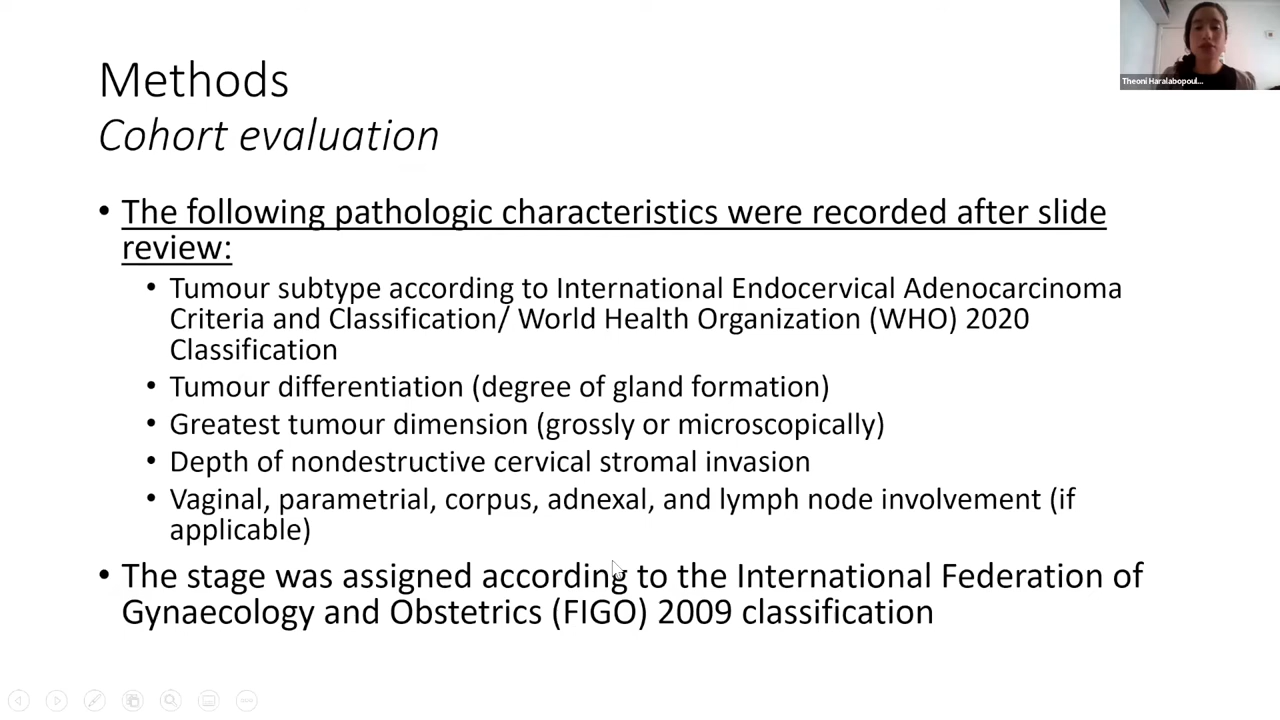 Methods
Cohort evaluation
Theoni Haralabopoul...
• The following pathologic characteristics were recorded after slide
review:
• Tumour subtype according to International Endocervical Adenocarcinoma
Criteria and Classification/ World Health Organization (WHO) 2020
Classification
• Tumour differentiation (degree of gland formation)
• Greatest tumour dimension (grossly or microscopically)
• Depth of nondestructive cervical stromal invasion
• Vaginal, parametrial, corpus, adnexal, and lymph node involvement (if
applicable)
• The stage was assigned according to the International Federation of
Gynaecology and Obstetrics (FIGO) 2009 classification